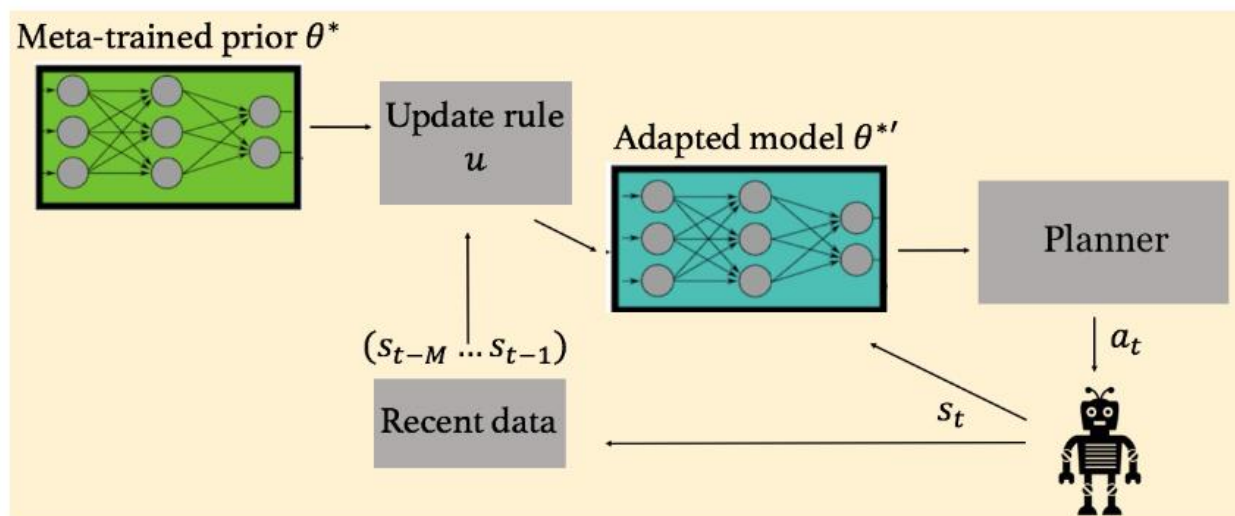 Meta-trained prior θ*
Update rule
u
Adapted model θ*′
Planner
(s_{t−M} ... s_{t−1})
a_t
Recent data
s_t